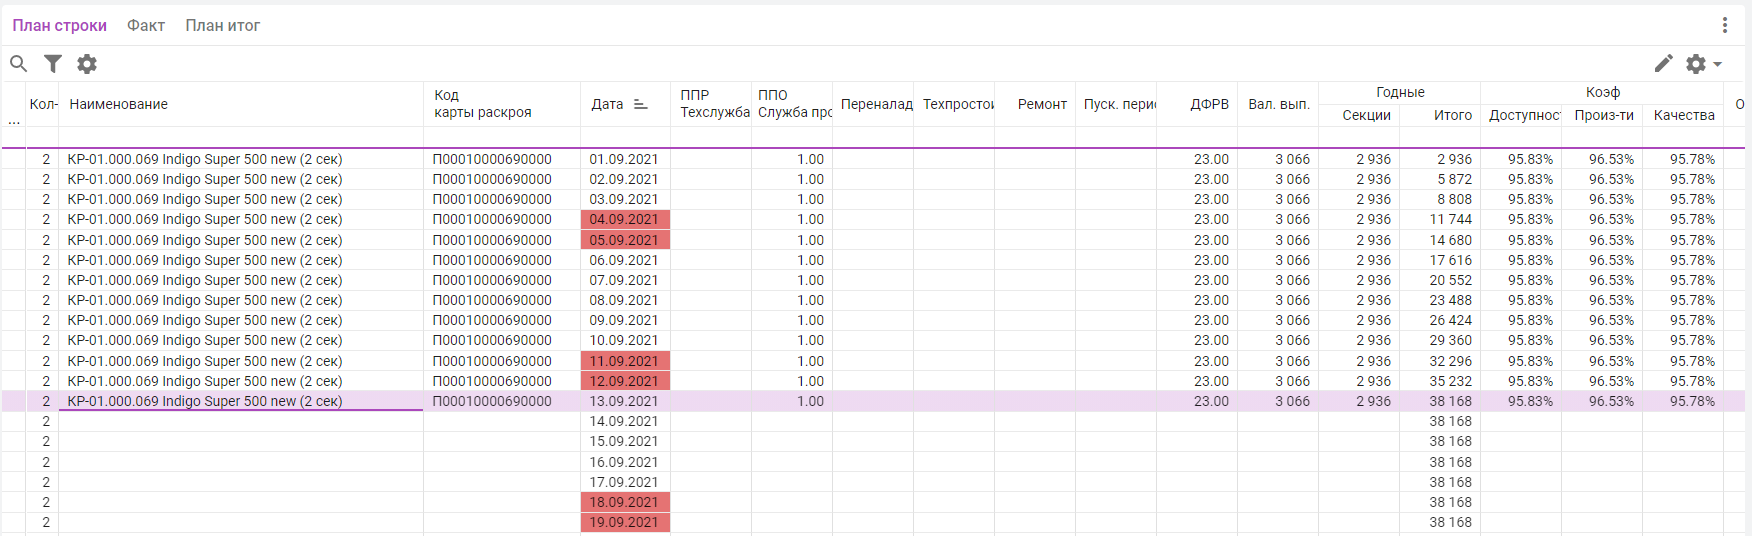 План строки Факт План итог
... Кол- Наименование Код карты раскроя Дата ППР Техслужба ППО Служба про Переналад Техпростои Ремонт Пуск. перис ДФРВ Вал. вып. Годные Секции Итого Коэф Доступнос Произ-ти Качества О
2 КР-01.000.069 Indigo Super 500 new (2 сек) П00010000690000 01.09.2021 1.00 23.00 3 066 2 936 2 936 95.83% 96.53% 95.78%
2 КР-01.000.069 Indigo Super 500 new (2 сек) П00010000690000 02.09.2021 1.00 23.00 3 066 2 936 5 872 95.83% 96.53% 95.78%
2 КР-01.000.069 Indigo Super 500 new (2 сек) П00010000690000 03.09.2021 1.00 23.00 3 066 2 936 8 808 95.83% 96.53% 95.78%
2 КР-01.000.069 Indigo Super 500 new (2 сек) П00010000690000 04.09.2021 1.00 23.00 3 066 2 936 11 744 95.83% 96.53% 95.78%
2 КР-01.000.069 Indigo Super 500 new (2 сек) П00010000690000 05.09.2021 1.00 23.00 3 066 2 936 14 680 95.83% 96.53% 95.78%
2 КР-01.000.069 Indigo Super 500 new (2 сек) П00010000690000 06.09.2021 1.00 23.00 3 066 2 936 17 616 95.83% 96.53% 95.78%
2 КР-01.000.069 Indigo Super 500 new (2 сек) П00010000690000 07.09.2021 1.00 23.00 3 066 2 936 20 552 95.83% 96.53% 95.78%
2 КР-01.000.069 Indigo Super 500 new (2 сек) П00010000690000 08.09.2021 1.00 23.00 3 066 2 936 23 488 95.83% 96.53% 95.78%
2 КР-01.000.069 Indigo Super 500 new (2 сек) П00010000690000 09.09.2021 1.00 23.00 3 066 2 936 26 424 95.83% 96.53% 95.78%
2 КР-01.000.069 Indigo Super 500 new (2 сек) П00010000690000 10.09.2021 1.00 23.00 3 066 2 936 29 360 95.83% 96.53% 95.78%
2 КР-01.000.069 Indigo Super 500 new (2 сек) П00010000690000 11.09.2021 1.00 23.00 3 066 2 936 32 296 95.83% 96.53% 95.78%
2 КР-01.000.069 Indigo Super 500 new (2 сек) П00010000690000 12.09.2021 1.00 23.00 3 066 2 936 35 232 95.83% 96.53% 95.78%
2 КР-01.000.069 Indigo Super 500 new (2 сек) П00010000690000 13.09.2021 1.00 23.00 3 066 2 936 38 168 95.83% 96.53% 95.78%
2 14.09.2021 38 168
2 15.09.2021 38 168
2 16.09.2021 38 168
2 17.09.2021 38 168
2 18.09.2021 38 168
2 19.09.2021 38 168